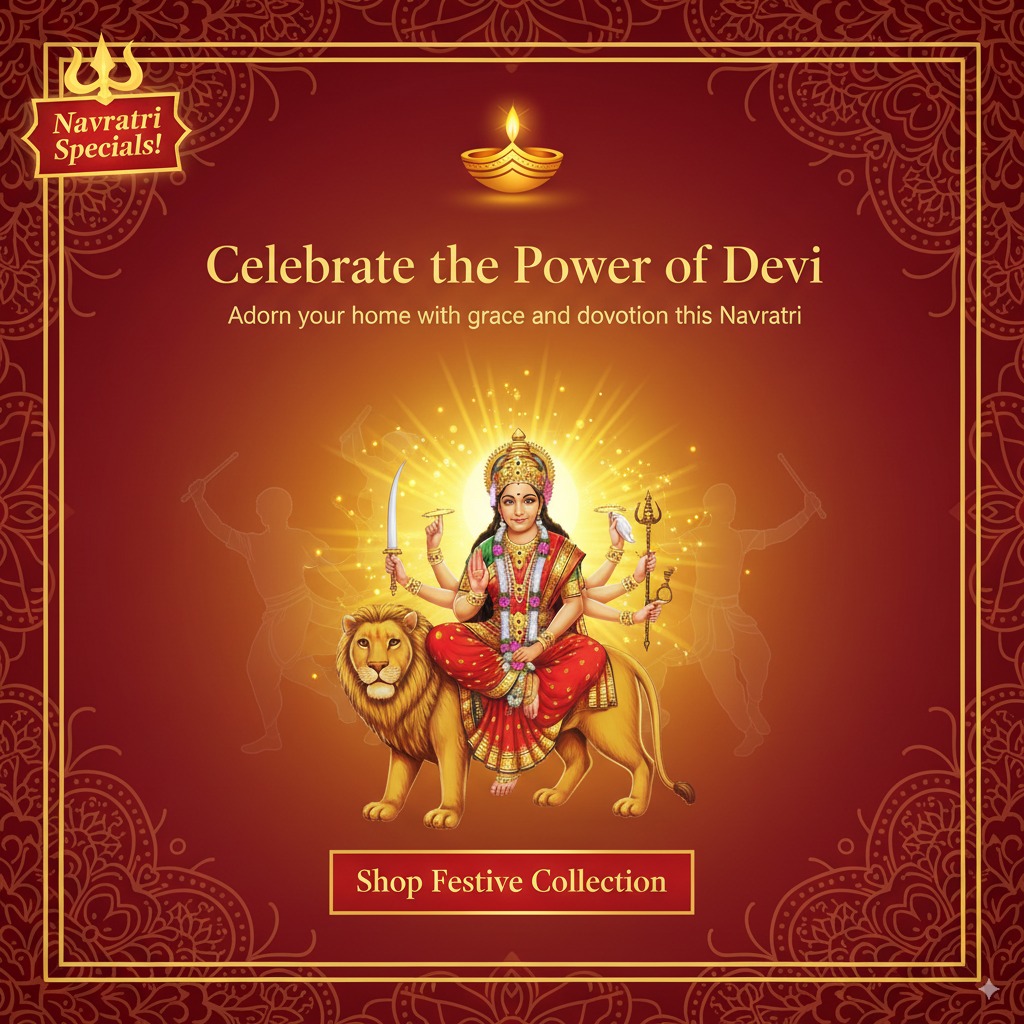 Navratri
Specials!
Celebrate the Power of Devi
Adorn your home with grace and dovotion this Navratri
Shop Festive Collection